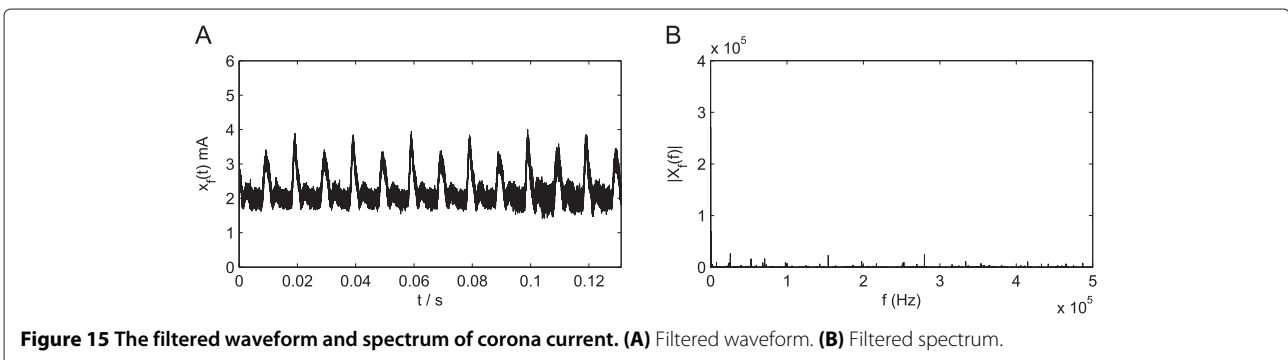 A
6
5
4
3
2
1
0
x_f(t) mA
0
0.02
0.04
0.06
0.08
0.1
0.12
t / s
B
x 10^5
4
3
2
1
0
|X_f(f)|
0
1
2
3
4
5
f (Hz)
x 10^5
Figure 15 The filtered waveform and spectrum of corona current. (A) Filtered waveform. (B) Filtered spectrum.